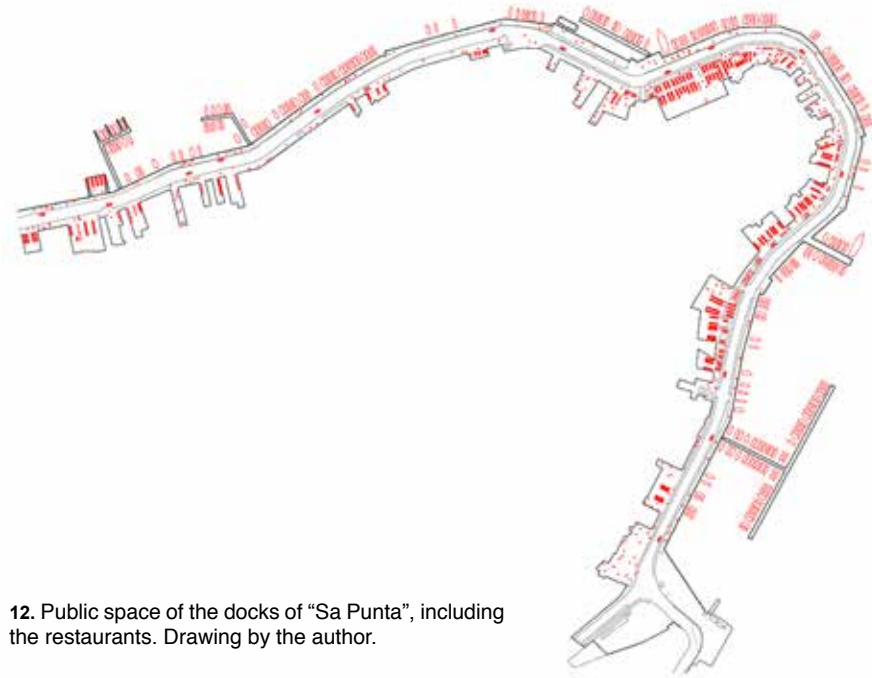 12. Public space of the docks of “Sa Punta”, including
the restaurants. Drawing by the author.